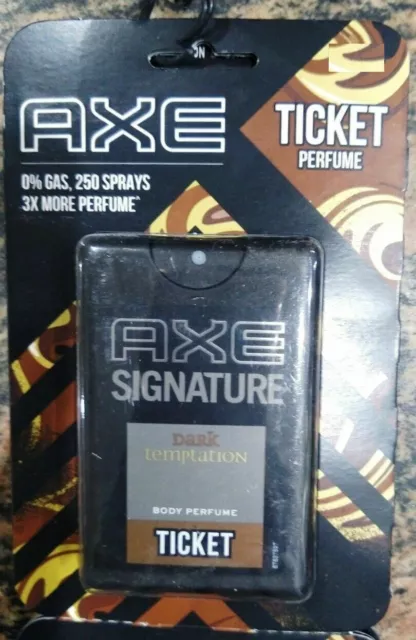 AXE
TICKET
PERFUME
0% GAS, 250 SPRAYS
3X MORE PERFUME^
AXE
SIGNATURE
Dark
temptation
BODY PERFUME
TICKET